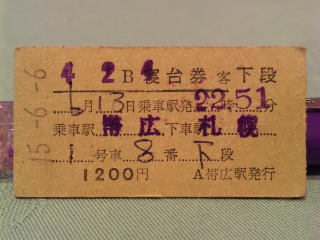 4 2 4
B寝台券 客 下段
6月13日乗車駅発22時51分
乗車駅 帯広 下車駅 札幌
1号車 8番 下段
1200円 A帯広駅発行
15-6-6